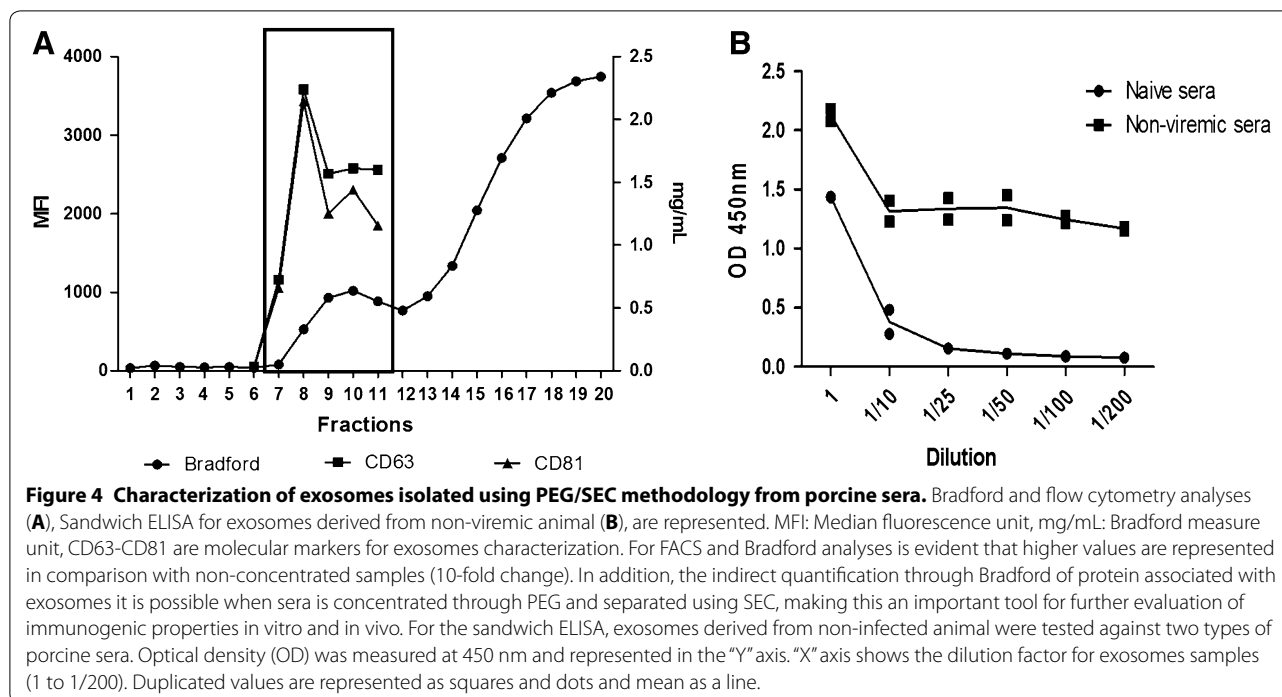 A
B
4000
3000
2000
1000
0
MFI
2.5
2.0
1.5
1.0
0.5
0.0
mg/mL
1 2 3 4 5 6 7 8 9 10 11 12 13 14 15 16 17 18 19 20
Fractions
Bradford CD63 CD81
2.5
2.0
1.5
1.0
0.5
0.0
OD 450nm
Naive sera
Non-viremic sera
1 1/10 1/25 1/50 1/100 1/200
Dilution
Figure 4 Characterization of exosomes isolated using PEG/SEC methodology from porcine sera. Bradford and flow cytometry analyses
(A), Sandwich ELISA for exosomes derived from non-viremic animal (B), are represented. MFI: Median fluorescence unit, mg/mL: Bradford measure
unit, CD63-CD81 are molecular markers for exosomes characterization. For FACS and Bradford analyses is evident that higher values are represented
in comparison with non-concentrated samples (10-fold change). In addition, the indirect quantification through Bradford of protein associated with
exosomes it is possible when sera is concentrated through PEG and separated using SEC, making this an important tool for further evaluation of
immunogenic properties in vitro and in vivo. For the sandwich ELISA, exosomes derived from non-infected animal were tested against two types of
porcine sera. Optical density (OD) was measured at 450 nm and represented in the “Y” axis. “X” axis shows the dilution factor for exosomes samples
(1 to 1/200). Duplicated values are represented as squares and dots and mean as a line.